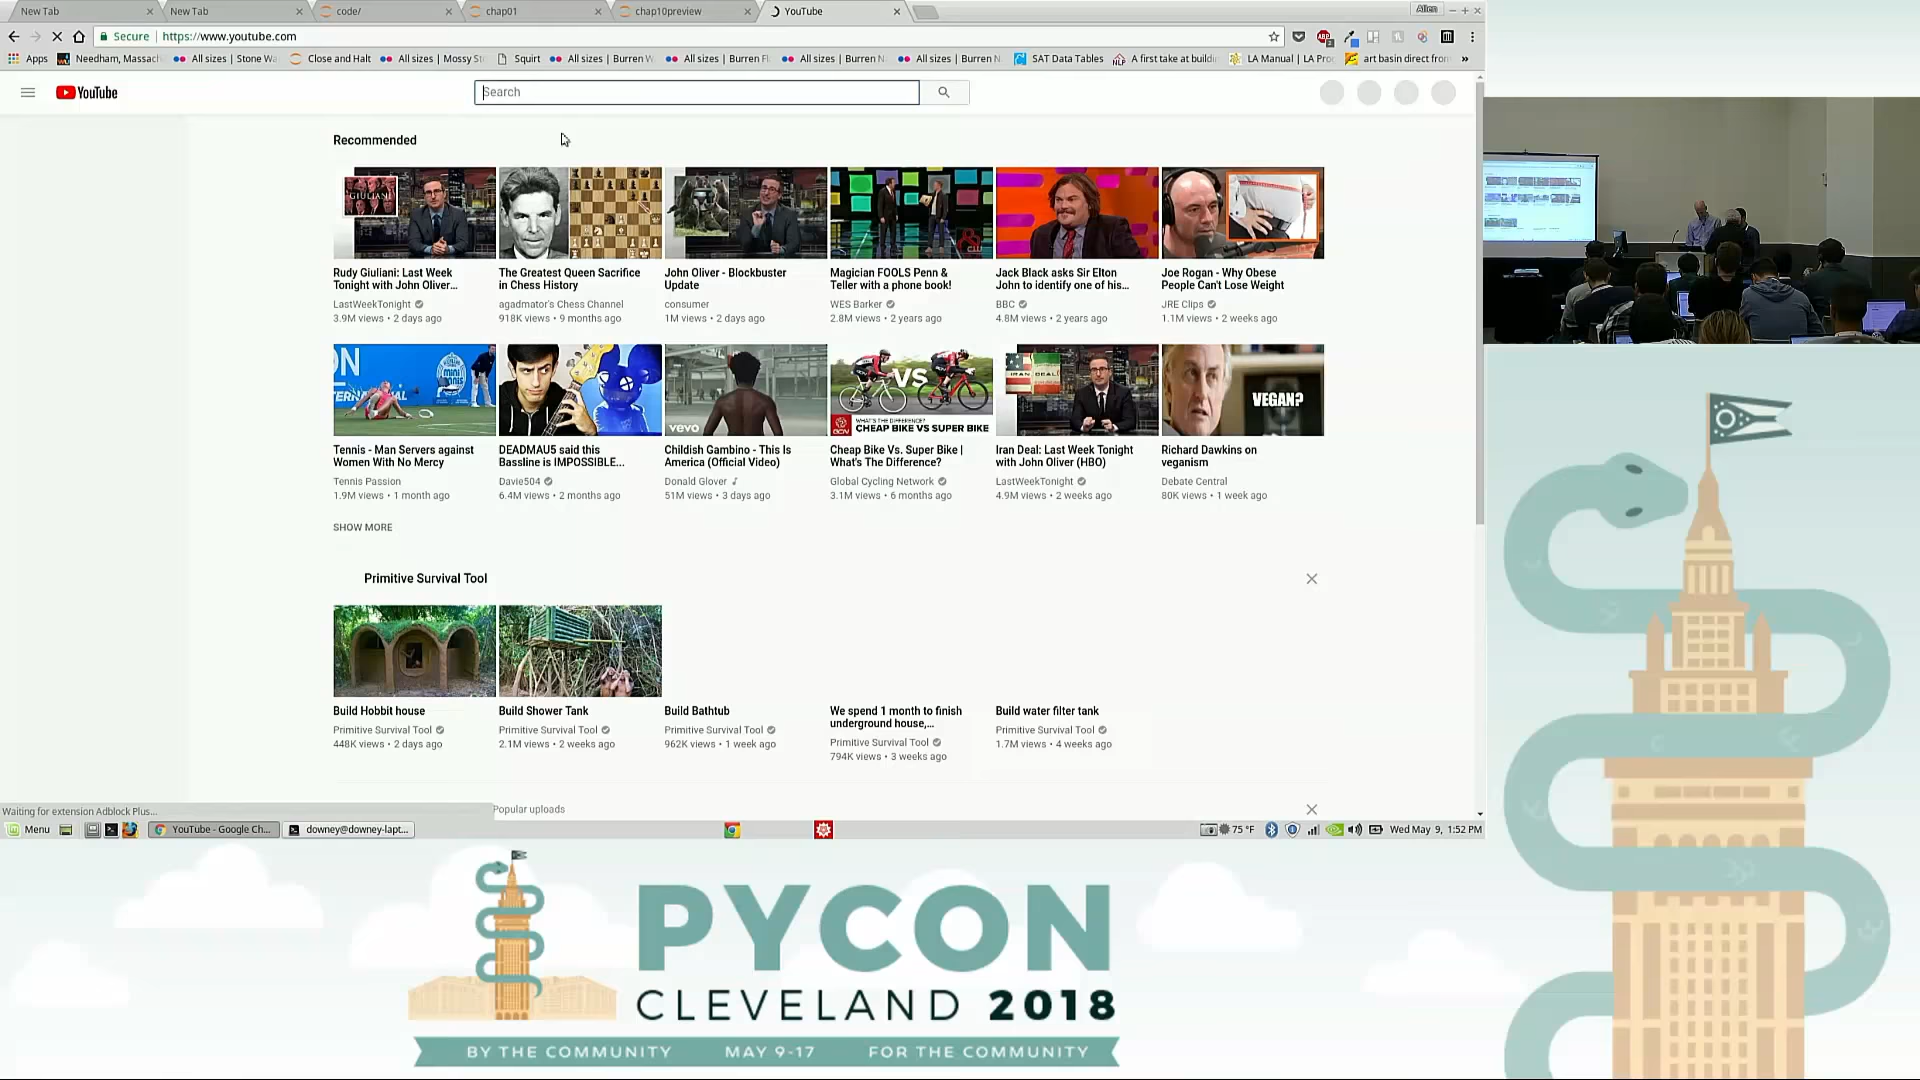 New Tab
New Tab
code/
chap01
chap10preview
YouTube
Allen
Secure
https://www.youtube.com
Apps
Needham, Massach
All sizes | Stone Wa
Close and Halt
All sizes | Mossy St
Squirt
All sizes | Burren W
All sizes | Burren Fl
All sizes | Burren N
All sizes | Burren N
SAT Data Tables
A first take at buildi
LA Manual | LA Pro
art basin direct from
»
YouTube
Search
Recommended
GIULIANI
Rudy Giuliani: Last Week
Tonight with John Oliver...
LastWeekTonight
3.9M views • 2 days ago
The Greatest Queen Sacrifice
in Chess History
agadmator's Chess Channel
918K views • 9 months ago
John Oliver - Blockbuster
Update
consumer
1M views • 2 days ago
Magician FOOLS Penn &
Teller with a phone book!
WES Barker
2.8M views • 2 years ago
Jack Black asks Sir Elton
John to identify one of his...
BBC
4.8M views • 2 years ago
Joe Rogan - Why Obese
People Can't Lose Weight
JRE Clips
1.1M views • 2 weeks ago
Tennis - Man Servers against
Women With No Mercy
Tennis Passion
1.9M views • 1 month ago
DEADMAU5 said this
Bassline is IMPOSSIBLE...
Davie504
6.4M views • 2 months ago
vevo
Childish Gambino - This Is
America (Official Video)
Donald Glover
51M views • 3 days ago
VS
GCN
WHAT'S THE DIFFERENCE?
CHEAP BIKE VS SUPER BIKE
Cheap Bike Vs. Super Bike |
What's The Difference?
Global Cycling Network
3.1M views • 6 months ago
IRAN DEAL
Iran Deal: Last Week Tonight
with John Oliver (HBO)
LastWeekTonight
4.9M views • 2 weeks ago
VEGAN?
Richard Dawkins on
veganism
Debate Central
80K views • 1 week ago
SHOW MORE
Primitive Survival Tool
Build Hobbit house
Primitive Survival Tool
448K views • 2 days ago
Build Shower Tank
Primitive Survival Tool
2.1M views • 2 weeks ago
Build Bathtub
Primitive Survival Tool
962K views • 1 week ago
We spend 1 month to finish
underground house,...
Primitive Survival Tool
794K views • 3 weeks ago
Build water filter tank
Primitive Survival Tool
1.7M views • 4 weeks ago
Waiting for extension Adblock Plus...
Popular uploads
Menu
YouTube - Google Ch...
downey@downey-lapt...
75 °F
Wed May 9, 1:52 PM
PYCON
CLEVELAND 2018
BY THE COMMUNITY MAY 9-17 FOR THE COMMUNITY